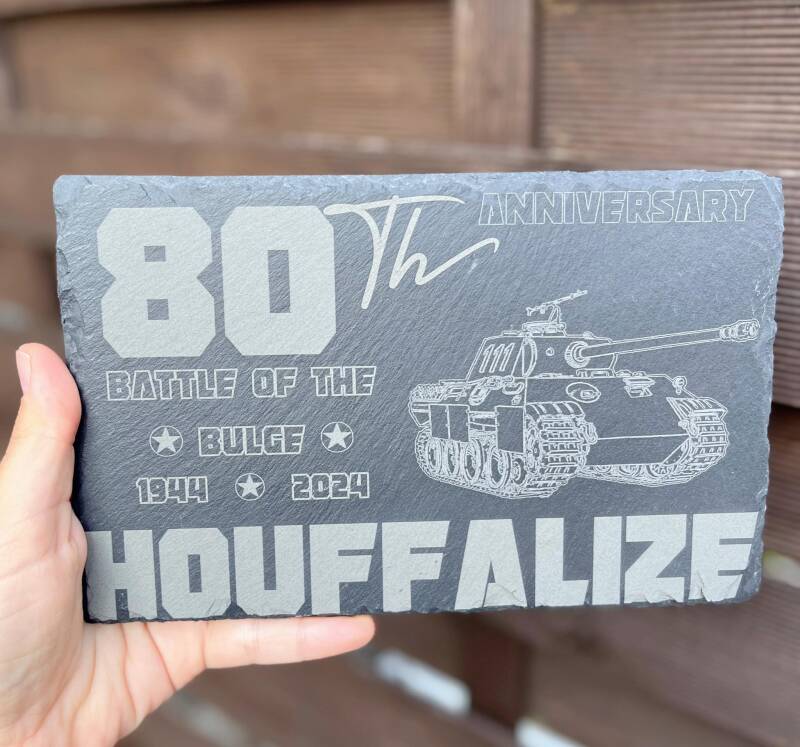 80Th ANNIVERSARY
BATTLE OF THE
BULGE
1944 2024
111
HOUFFALIZE